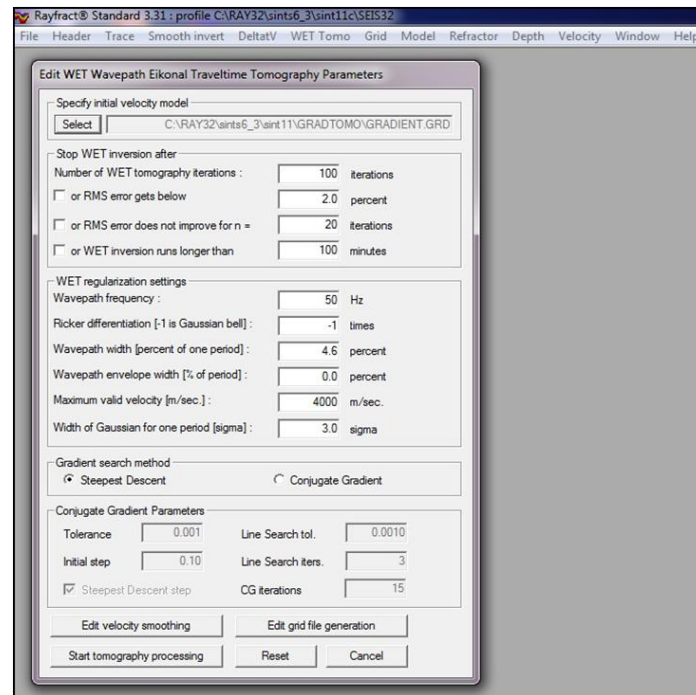 Rayfract® Standard 3.31 : profile C:\RAY32\sints6_3\sint11c\SEIS32
File Header Trace Smooth invert DeltatV WET Tomo Grid Model Refractor Depth Velocity Window Help
Edit WET Wavepath Eikonal Traveltime Tomography Parameters
Specify initial velocity model
Select C:\RAY32\sints6_3\sint11\GRADTOMO\GRADIENT.GRD
Stop WET inversion after
Number of WET tomography iterations : 100 iterations
or RMS error gets below 2.0 percent
or RMS error does not improve for n = 20 iterations
or WET inversion runs longer than 100 minutes
WET regularization settings
Wavepath frequency : 50 Hz
Ricker differentiation [-1 is Gaussian bell] : -1 times
Wavepath width [percent of one period] : 4.6 percent
Wavepath envelope width [% of period] : 0.0 percent
Maximum valid velocity [m/sec.] : 4000 m/sec.
Width of Gaussian for one period [sigma] : 3.0 sigma
Gradient search method
Steepest Descent Conjugate Gradient
Conjugate Gradient Parameters
Tolerance 0.001 Line Search tol. 0.0010
Initial step 0.10 Line Search iters. 3
Steepest Descent step CG iterations 15
Edit velocity smoothing Edit grid file generation
Start tomography processing Reset Cancel